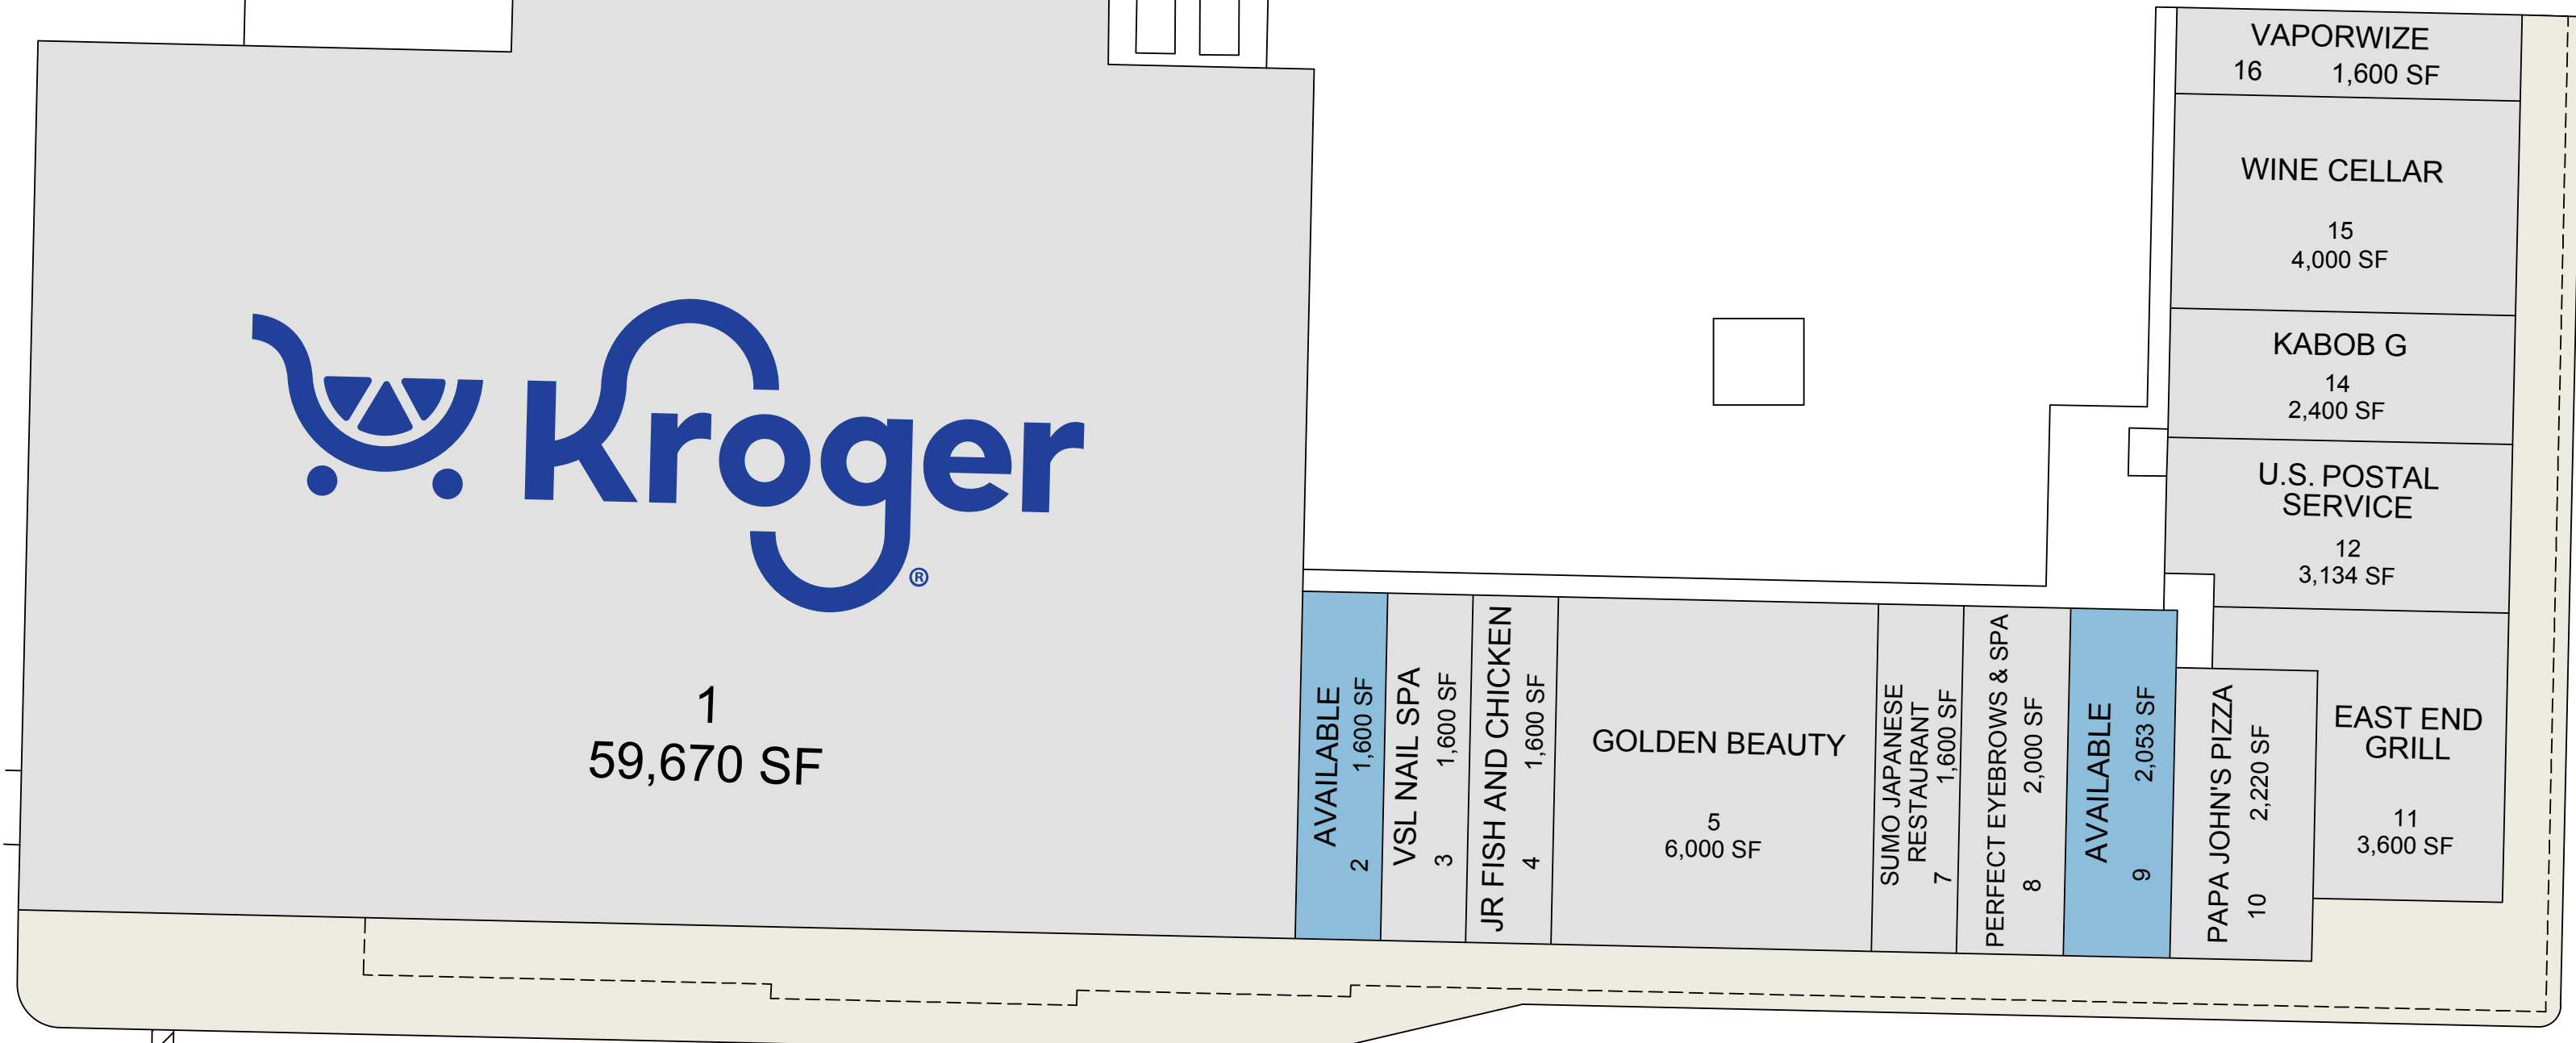 Kroger
®
1
59,670 SF
AVAILABLE
2 1,600 SF
VSL NAIL SPA
3 1,600 SF
JR FISH AND CHICKEN
4 1,600 SF
GOLDEN BEAUTY
5
6,000 SF
SUMO JAPANESE
RESTAURANT
7 1,600 SF
PERFECT EYEBROWS & SPA
8 2,000 SF
AVAILABLE
9 2,053 SF
PAPA JOHN'S PIZZA
10 2,220 SF
EAST END
GRILL
11
3,600 SF
U.S. POSTAL
SERVICE
12
3,134 SF
KABOB G
14
2,400 SF
WINE CELLAR
15
4,000 SF
VAPORWIZE
16 1,600 SF